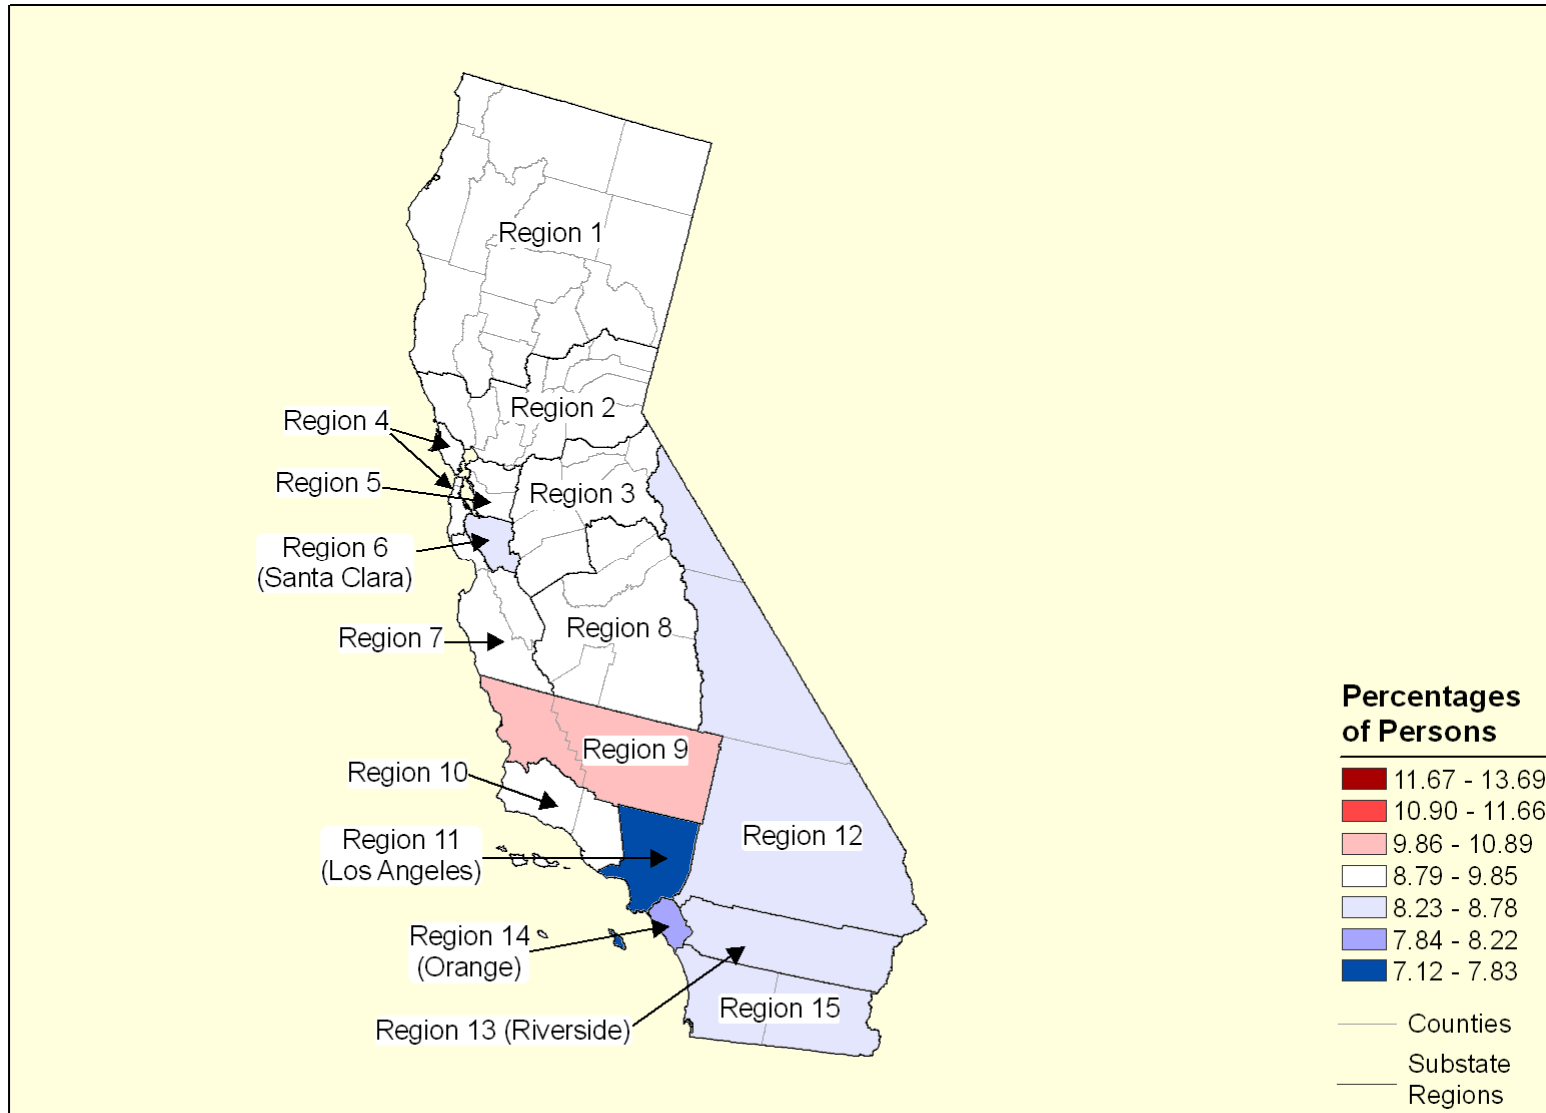 Region 1
Region 2
Region 4
Region 5
Region 3
Region 6
(Santa Clara)
Region 7
Region 8
Region 9
Region 10
Region 11
(Los Angeles)
Region 12
Region 14
(Orange)
Region 13 (Riverside)
Region 15
Percentages
of Persons
11.67 - 13.69
10.90 - 11.66
9.86 - 10.89
8.79 - 9.85
8.23 - 8.78
7.84 - 8.22
7.12 - 7.83
Counties
Substate
Regions